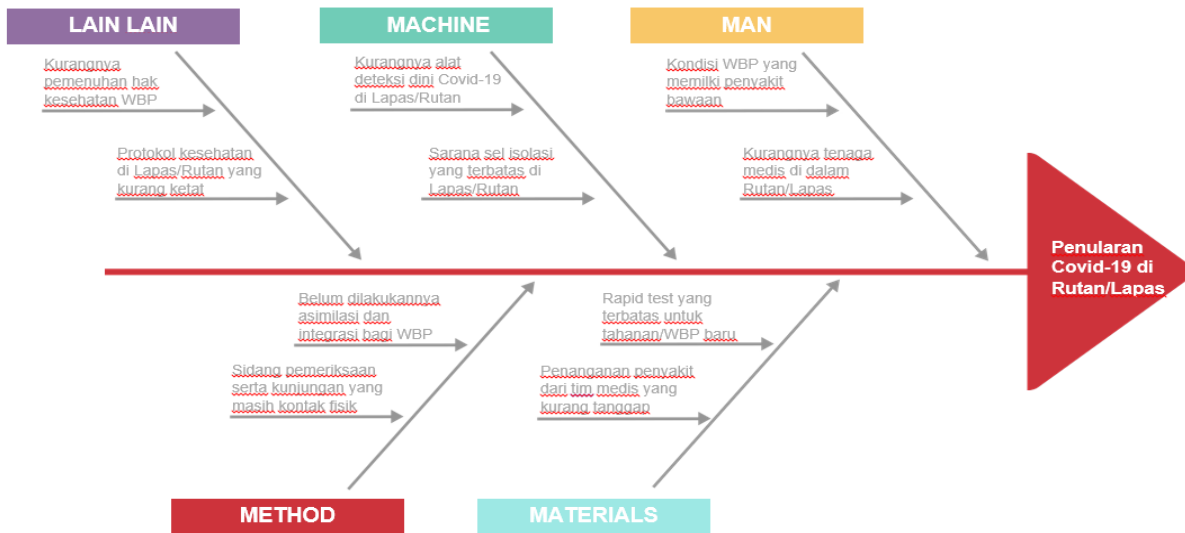 LAIN LAIN
MACHINE
MAN
Kurangnya
pemenuhan hak
kesehatan WBP
Kurangnya alat
deteksi dini Covid-19
di Lapas/Rutan
Kondisi WBP yang
memilki penyakit
bawaan
Protokol kesehatan
di Lapas/Rutan yang
kurang ketat
Sarana sel isolasi
yang terbatas di
Lapas/Rutan
Kurangnya tenaga
medis di dalam
Rutan/Lapas
Penularan
Covid-19 di
Rutan/Lapas
Belum dilakukannya
asimilasi dan
integrasi bagi WBP
Rapid test yang
terbatas untuk
tahanan/WBP baru
Sidang pemeriksaan
serta kunjungan yang
masih kontak fisik
Penanganan penyakit
dari tim medis yang
kurang tanggap
METHOD
MATERIALS